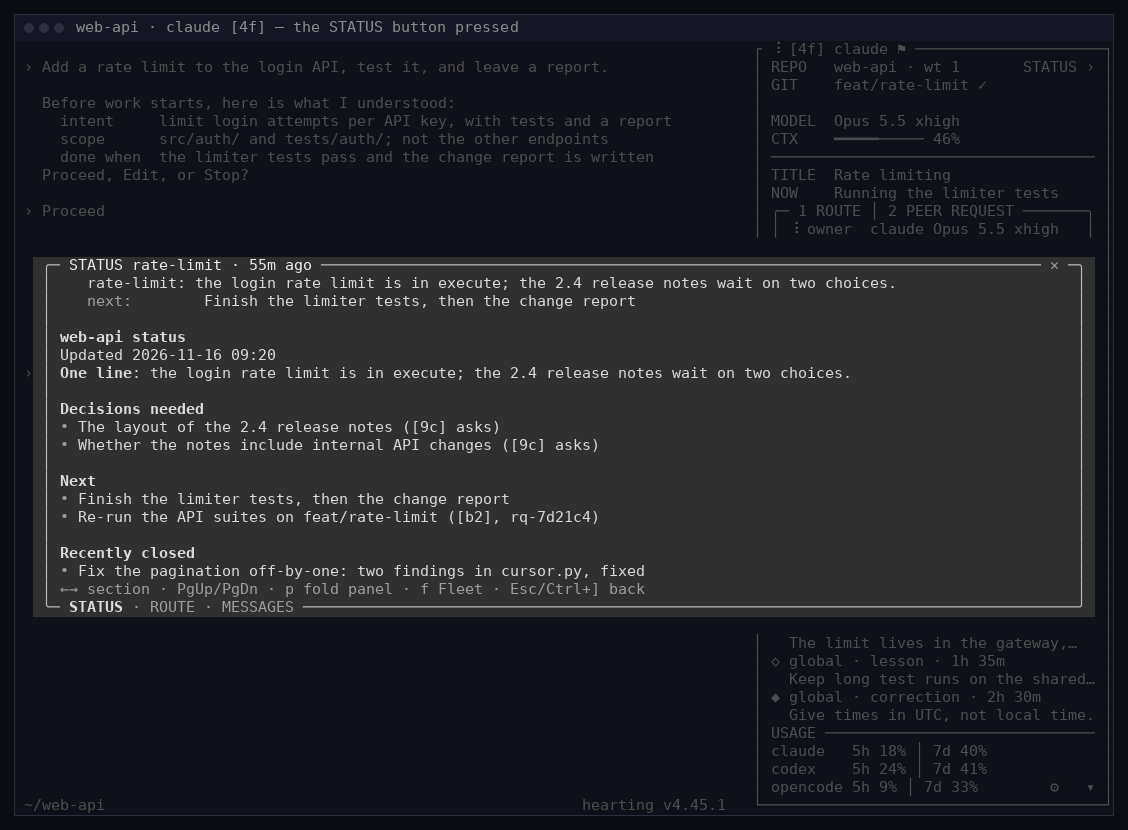 web-api · claude [4f] — the STATUS button pressed
› Add a rate limit to the login API, test it, and leave a report.
Before work starts, here is what I understood:
intent limit login attempts per API key, with tests and a report
scope src/auth/ and tests/auth/; not the other endpoints
done when the limiter tests pass and the change report is written
Proceed, Edit, or Stop?
› Proceed
[4f] claude ⚑
REPO web-api · wt 1 STATUS ›
GIT feat/rate-limit ✓
MODEL Opus 5.5 xhigh
CTX 46%
TITLE Rate limiting
NOW Running the limiter tests
1 ROUTE │ 2 PEER REQUEST
owner claude Opus 5.5 xhigh
STATUS rate-limit · 55m ago ×
rate-limit: the login rate limit is in execute; the 2.4 release notes wait on two choices.
next: Finish the limiter tests, then the change report
web-api status
Updated 2026-11-16 09:20
› One line: the login rate limit is in execute; the 2.4 release notes wait on two choices.
Decisions needed
• The layout of the 2.4 release notes ([9c] asks)
• Whether the notes include internal API changes ([9c] asks)
Next
• Finish the limiter tests, then the change report
• Re-run the API suites on feat/rate-limit ([b2], rq-7d21c4)
Recently closed
• Fix the pagination off-by-one: two findings in cursor.py, fixed
←→ section · PgUp/PgDn · p fold panel · f Fleet · Esc/Ctrl+] back
STATUS · ROUTE · MESSAGES
The limit lives in the gateway,…
◇ global · lesson · 1h 35m
Keep long test runs on the shared…
◆ global · correction · 2h 30m
Give times in UTC, not local time.
USAGE
claude 5h 18% │ 7d 40%
codex 5h 24% │ 7d 41%
opencode 5h 9% │ 7d 33% ⚙ ▾
~/web-api hearting v4.45.1